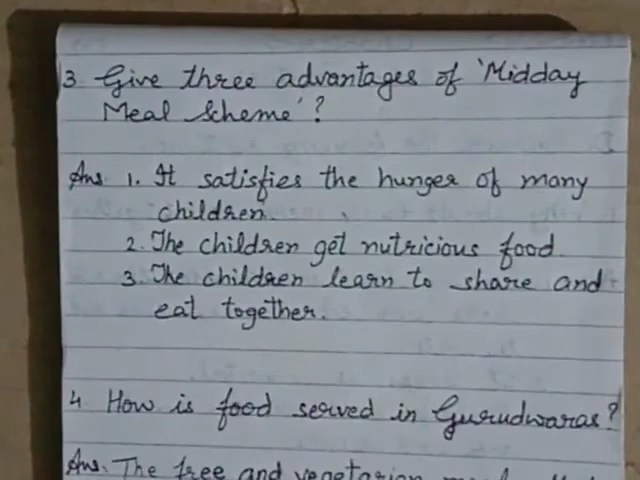 3 Give three advantages of 'Midday
Meal Scheme'?
Ans 1. It satisfies the hunger of many
children.
2. The children get nutricious food
3. The children learn to share and
eat together.
4 How is food served in Gurudwaras?
Ans. The free and vegetarian